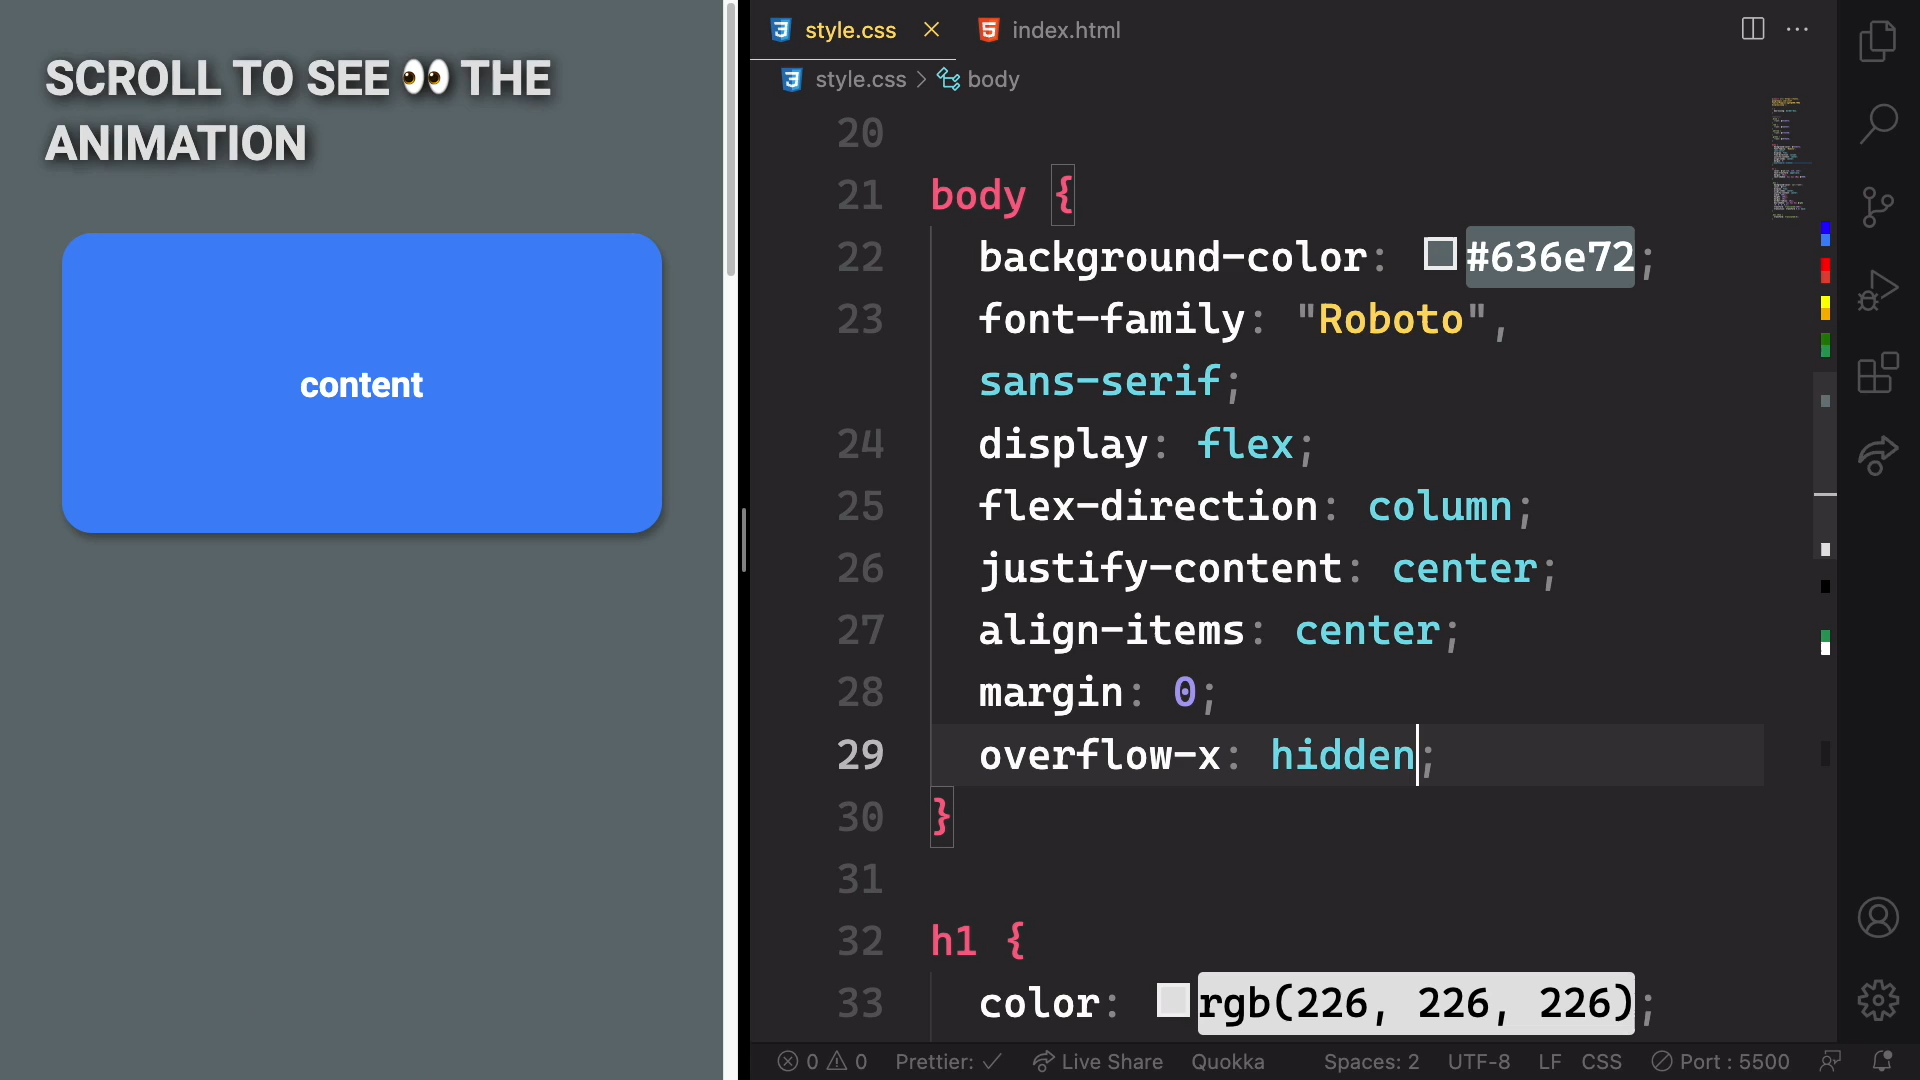 SCROLL TO SEE 👀 THE
ANIMATION
content
style.css
index.html
style.css > body
20
21 body {
22 background-color: #636e72;
23 font-family: "Roboto",
sans-serif;
24 display: flex;
25 flex-direction: column;
26 justify-content: center;
27 align-items: center;
28 margin: 0;
29 overflow-x: hidden;
30 }
31
32 h1 {
33 color: rgb(226, 226, 226);
0 0 Prettier: ✓ Live Share Quokka Spaces: 2 UTF-8 LF CSS Port : 5500